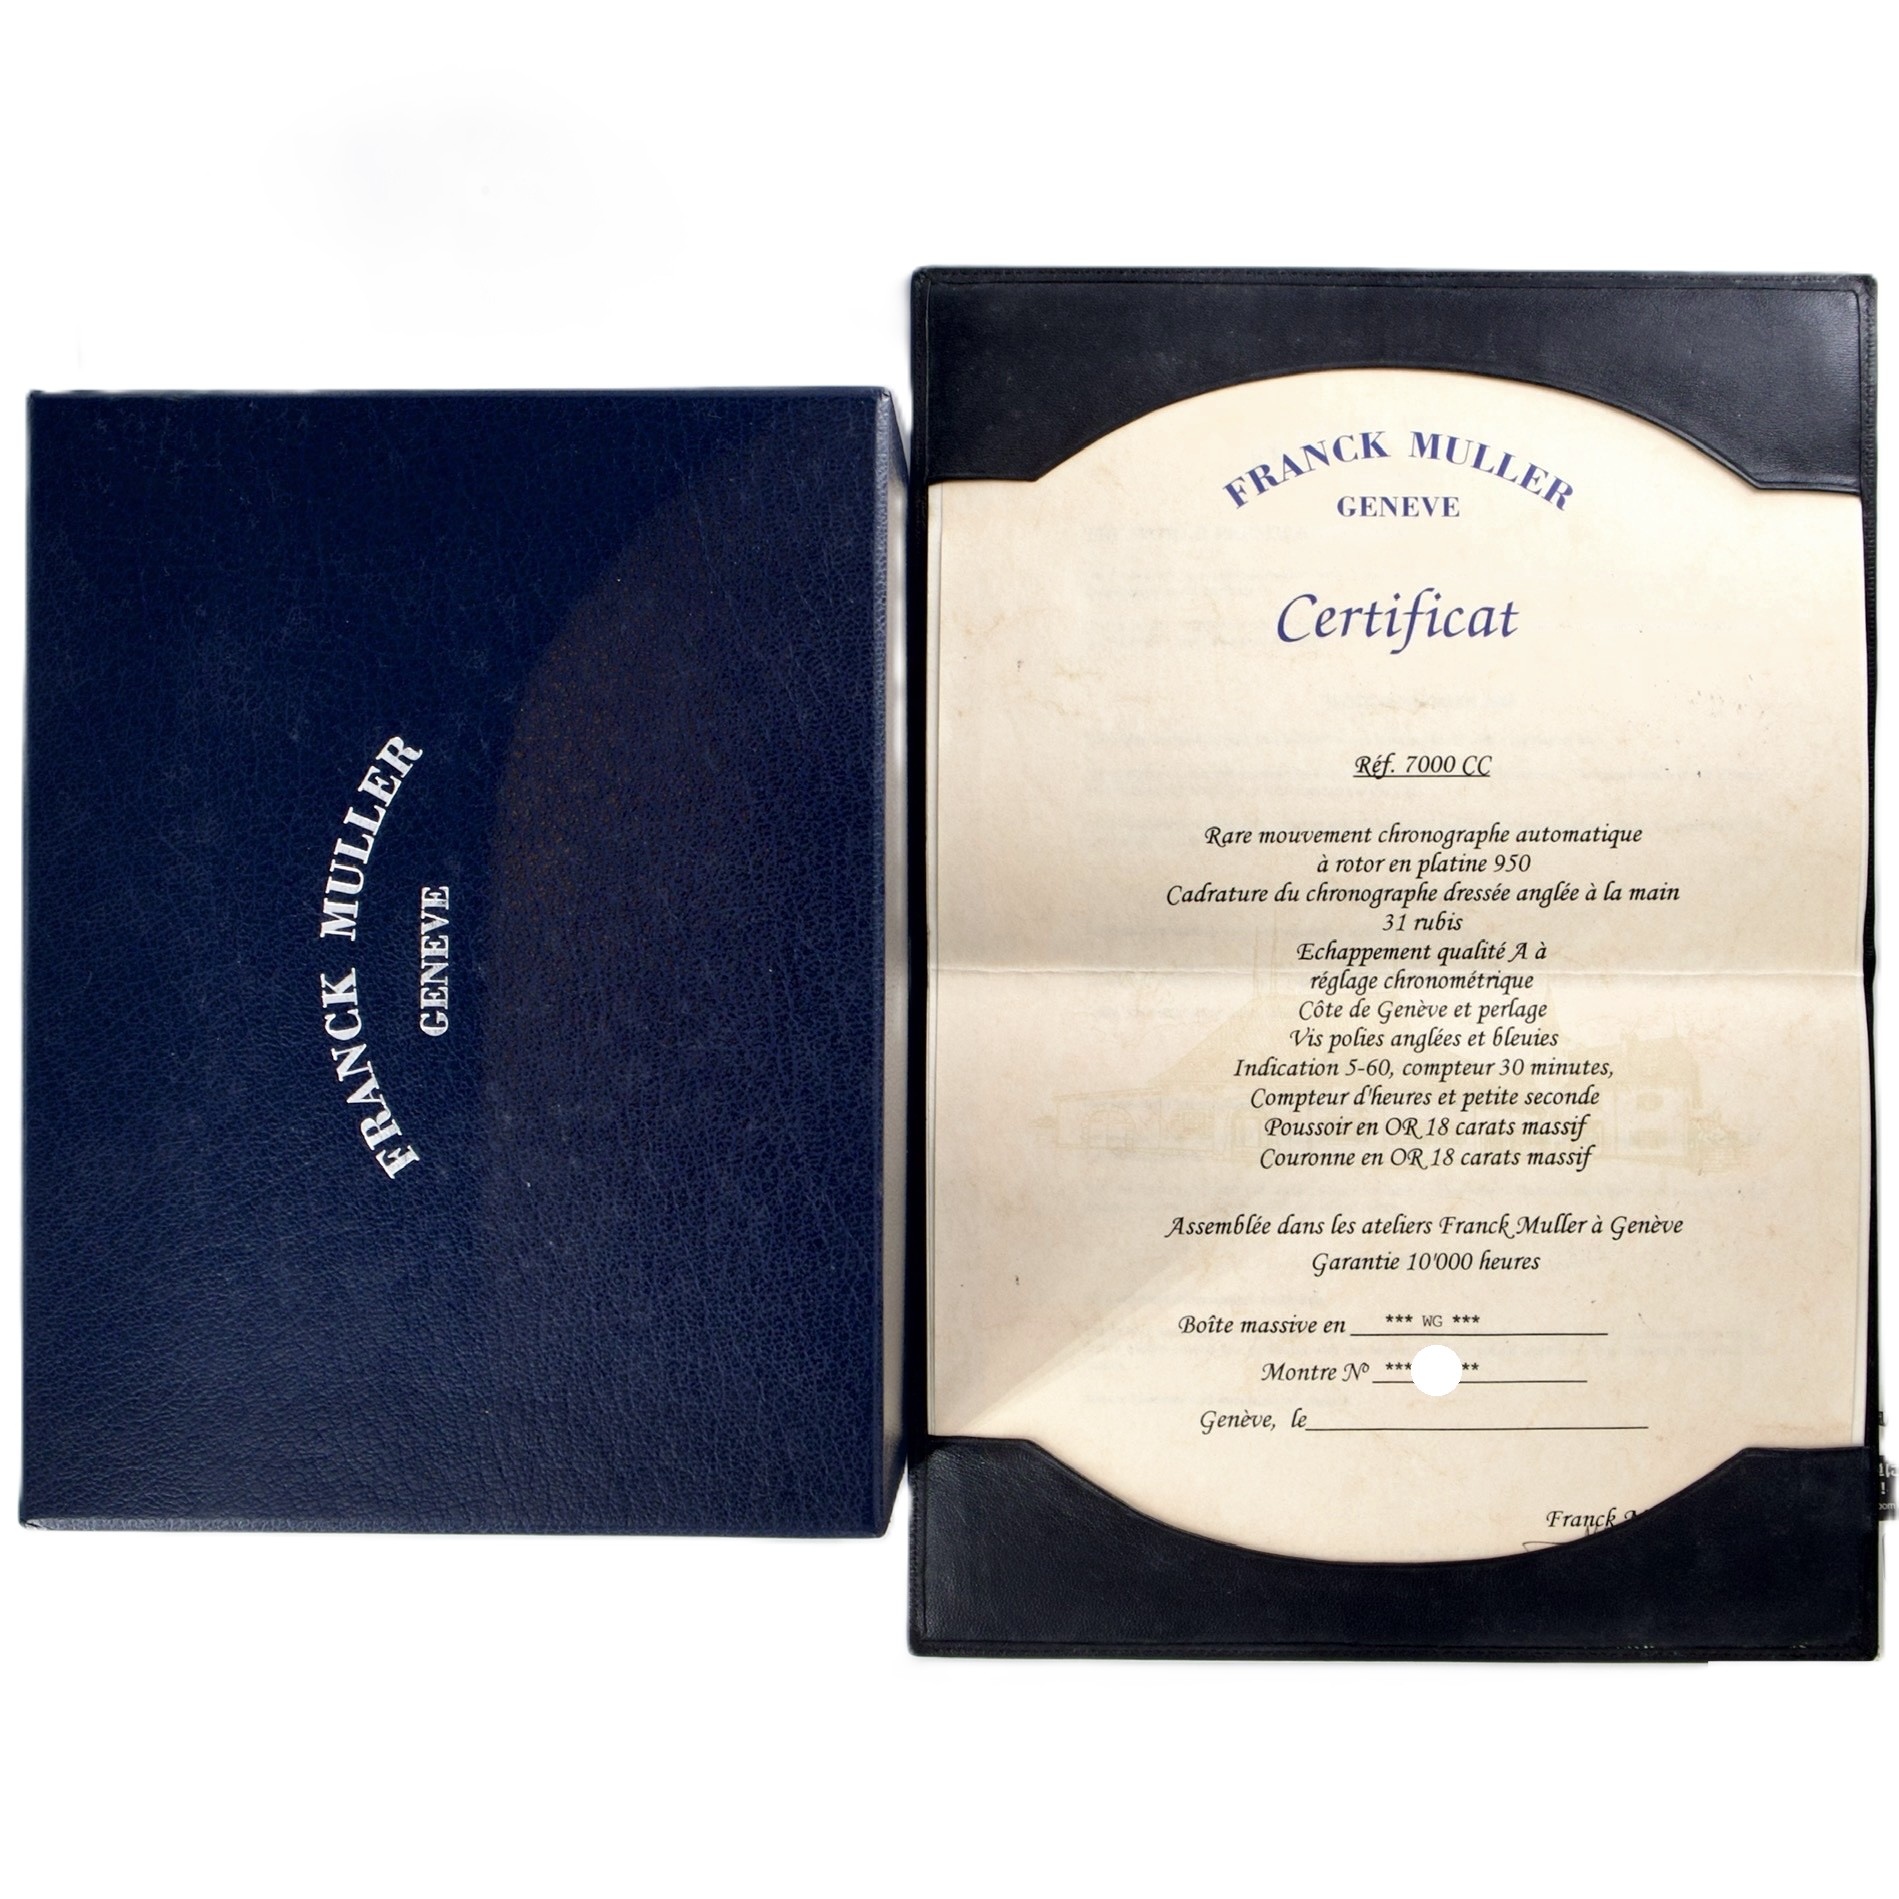 FRANCK MULLER
GENEVE
FRANCK MULLER
GENEVE
Certificat
Réf. 7000 CC
Rare mouvement chronographe automatique
à rotor en platine 950
Cadrature du chronographe dressée anglée à la main
31 rubis
Echappement qualité A à
réglage chronométrique
Côte de Genève et perlage
Vis polies anglées et bleuies
Indication 5-60, compteur 30 minutes,
Compteur d'heures et petite seconde
Poussoir en OR 18 carats massif
Couronne en OR 18 carats massif
Assemblée dans les ateliers Franck Muller à Genève
Garantie 10'000 heures
Boîte massive en *** WG ***
Montre N° *** **
Genève, le
Franck M